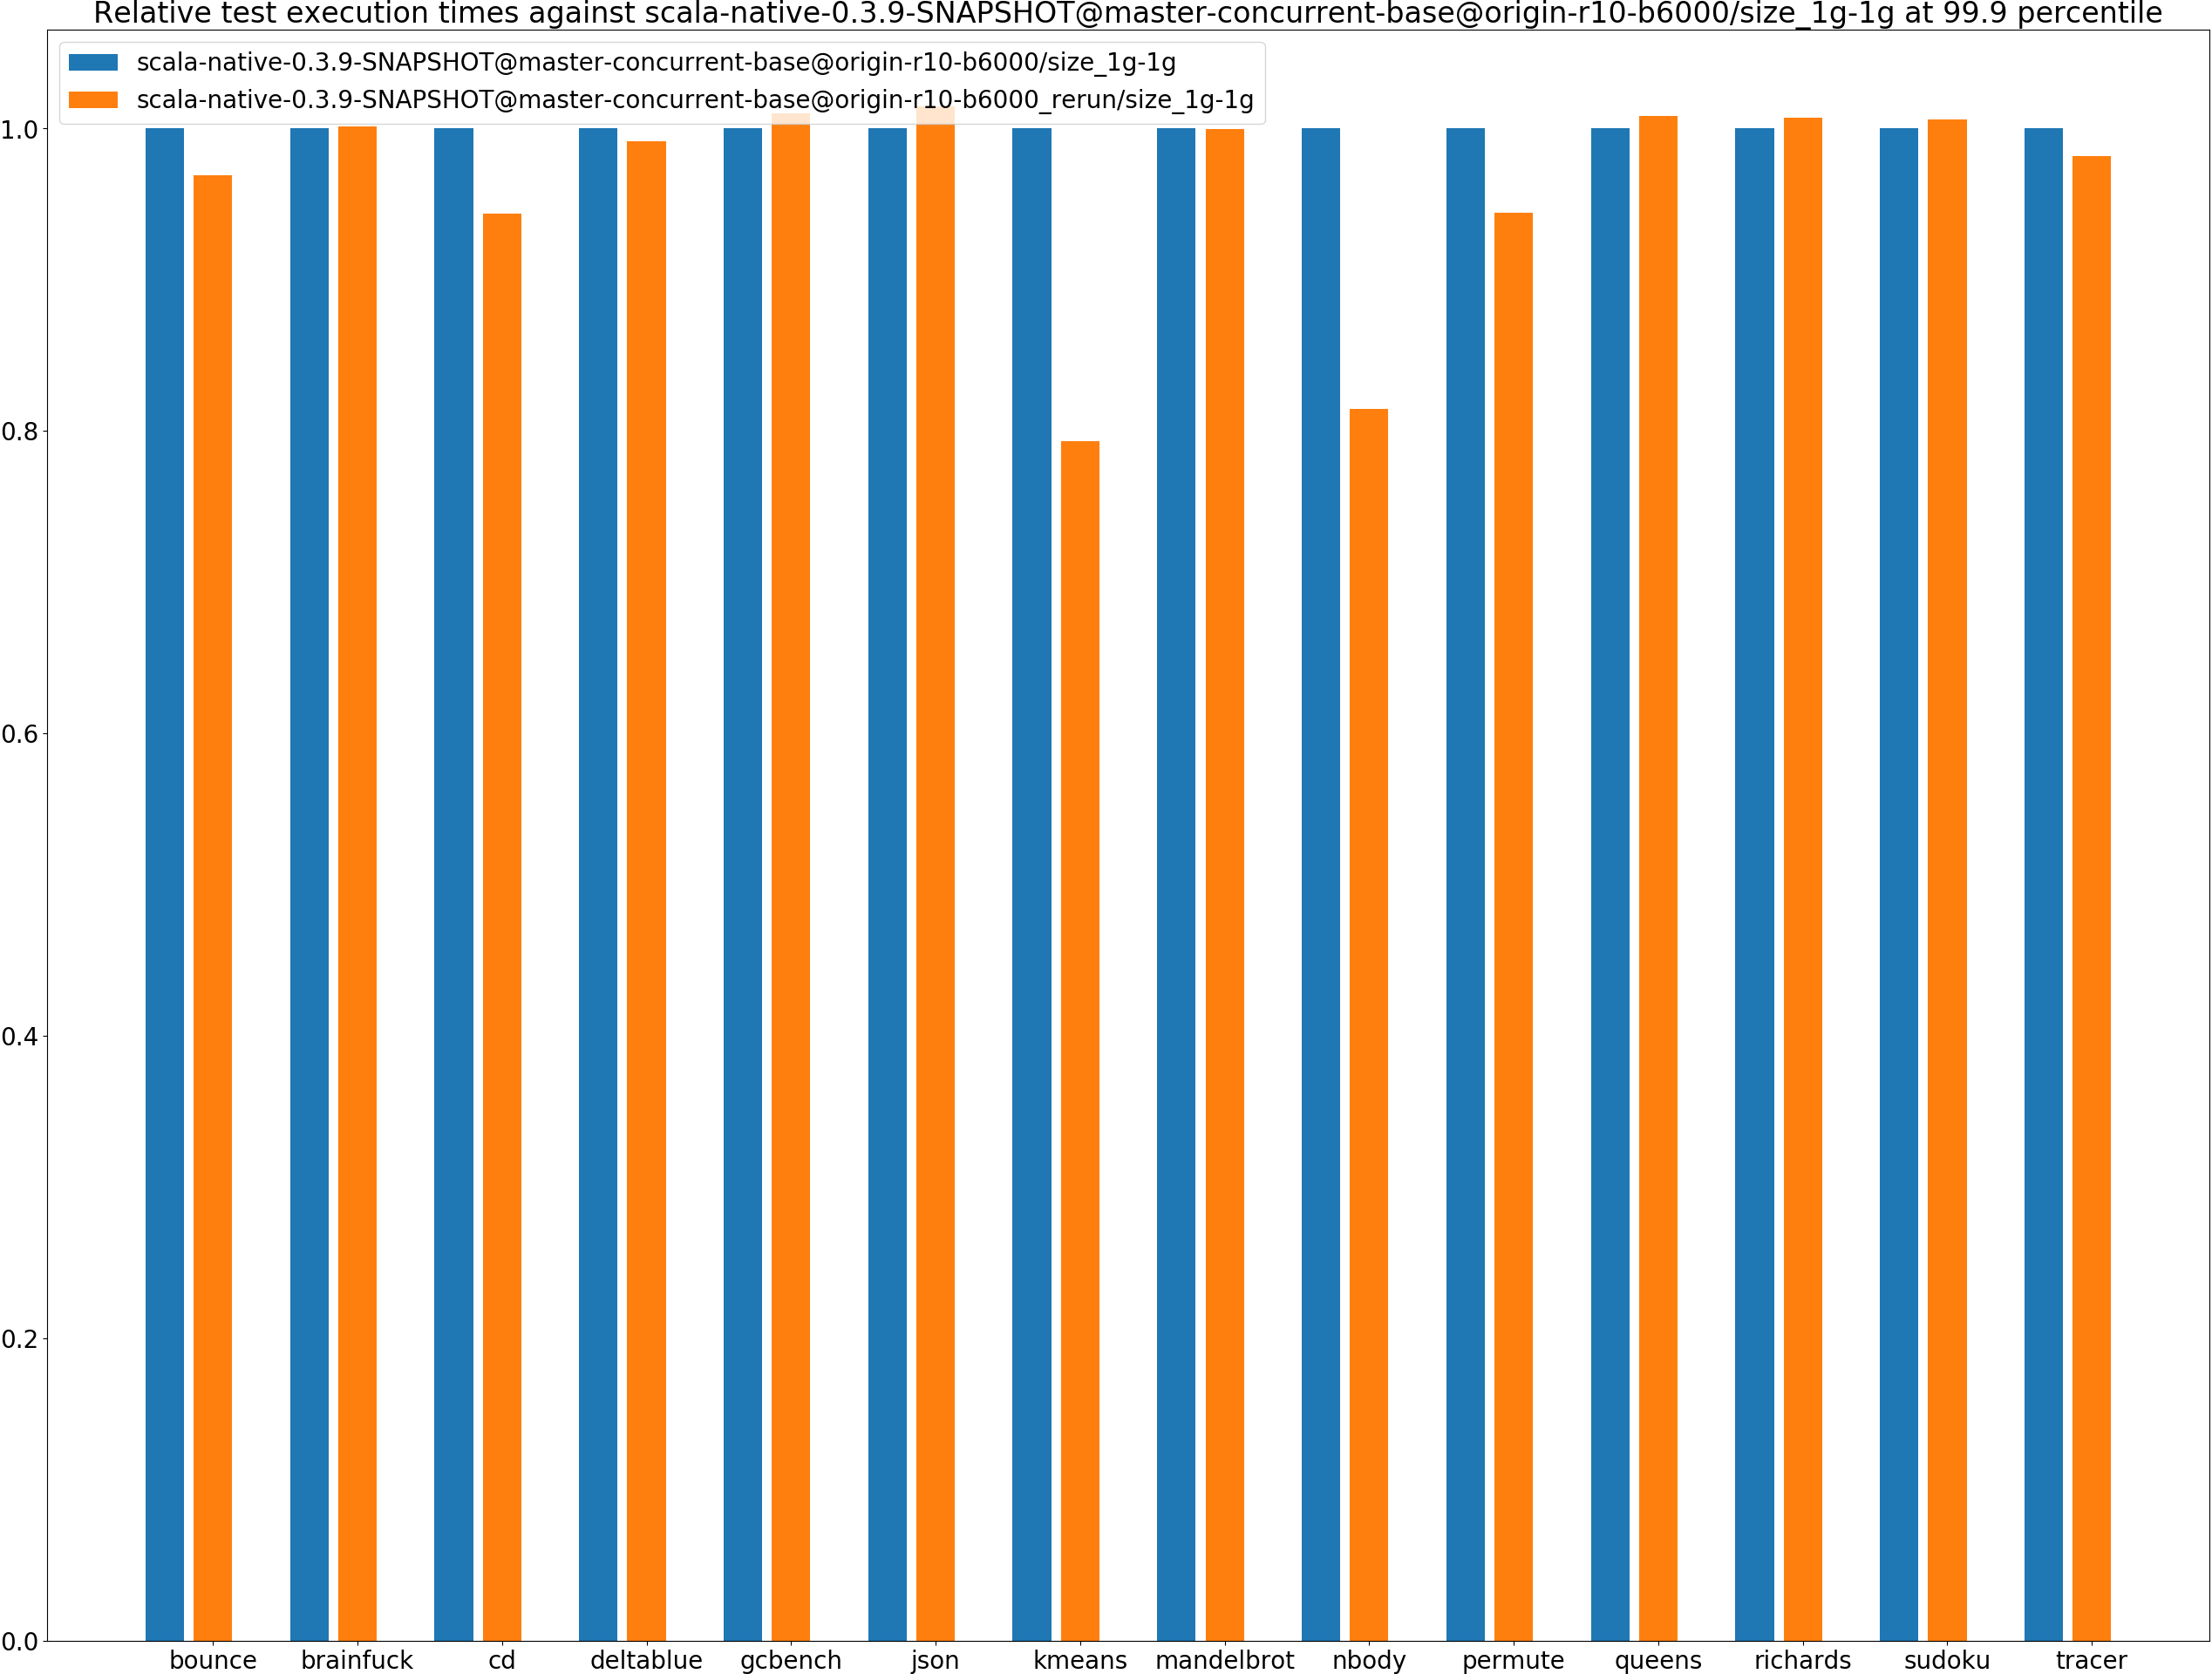 Relative test execution times against scala-native-0.3.9-SNAPSHOT@master-concurrent-base@origin-r10-b6000/size_1g-1g at 99.9 percentile
scala-native-0.3.9-SNAPSHOT@master-concurrent-base@origin-r10-b6000/size_1g-1g
scala-native-0.3.9-SNAPSHOT@master-concurrent-base@origin-r10-b6000_rerun/size_1g-1g
1.0
0.8
0.6
0.4
0.2
0.0
bounce brainfuck cd deltablue gcbench json kmeans mandelbrot nbody permute queens richards sudoku tracer